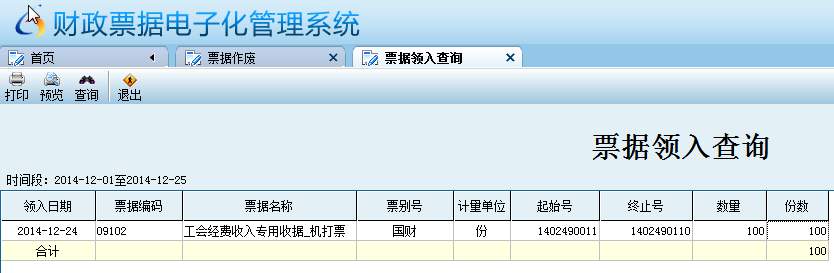 财政票据电子化管理系统
首页 票据作废 票据领入查询
打印 预览 查询 退出
票据领入查询
时间段：2014-12-01至2014-12-25
领入日期 票据编码 票据名称 票别号 计量单位 起始号 终止号 数量 份数
2014-12-24 09102 工会经费收入专用收据_机打票 国财 份 1402490011 1402490110 100 100
合计 100